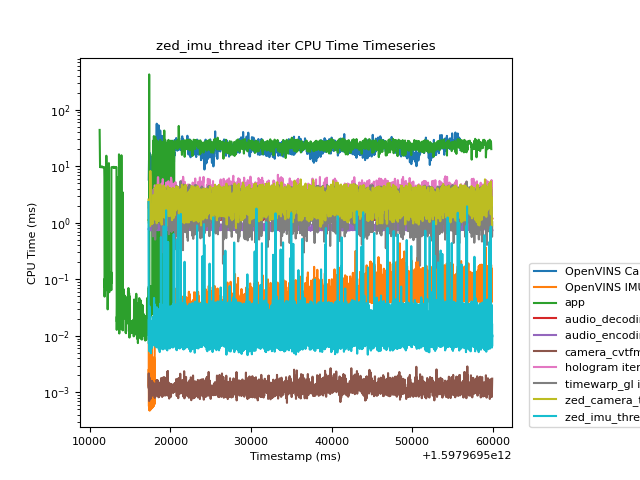 zed_imu_thread iter CPU Time Timeseries
CPU Time (ms)
10²
10¹
10⁰
10⁻¹
10⁻²
10⁻³
10000 20000 30000 40000 50000 60000
Timestamp (ms)
+1.5979695e12
OpenVINS Ca
OpenVINS IMU
app
audio_decodin
audio_encodin
camera_cvtfm
hologram iter
timewarp_gl i
zed_camera_t
zed_imu_thre